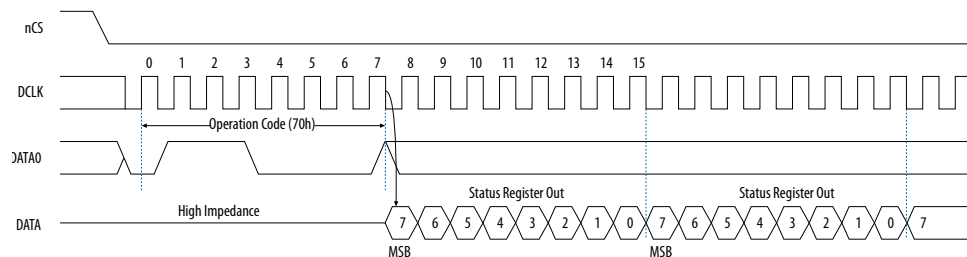 nCS
0 1 2 3 4 5 6 7 8 9 10 11 12 13 14 15
DCLK
Operation Code (70h)
DATA0
Status Register Out Status Register Out
High Impedance
DATA 7 6 5 4 3 2 1 0 7 6 5 4 3 2 1 0 7
MSB MSB